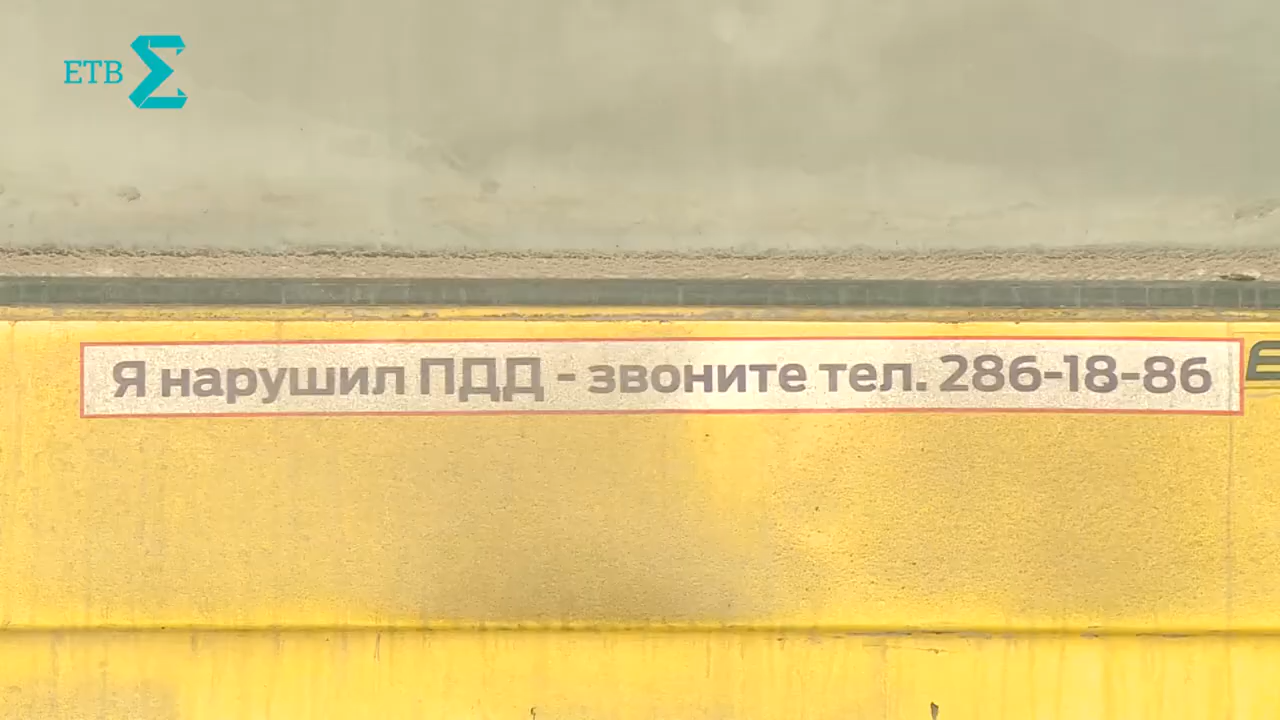 ЕТВ
Я нарушил ПДД - звоните тел. 286-18-86